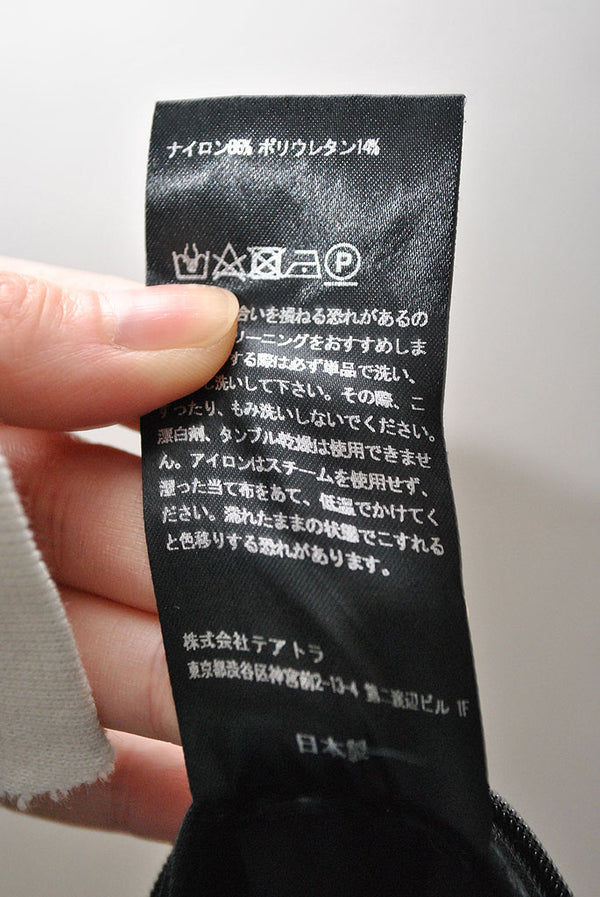 ナイロン86% ポリウレタン14%
P
合いを損ねる恐れがあるの
リーニングをおすすめしま
する際は必ず単品で洗い、
洗いして下さい。その際、こ
すったり、もみ洗いしないでください。
漂白剤、タンブル乾燥は使用できませ
ん。アイロンはスチームを使用せず、
湿った当て布をあて、低温でかけてく
ださい。濡れたままの状態でこすれる
と色移りする恐れがあります。
株式会社テアトラ
東京都渋谷区神宮前2-13-4 第二渡辺ビル 1F
日本製